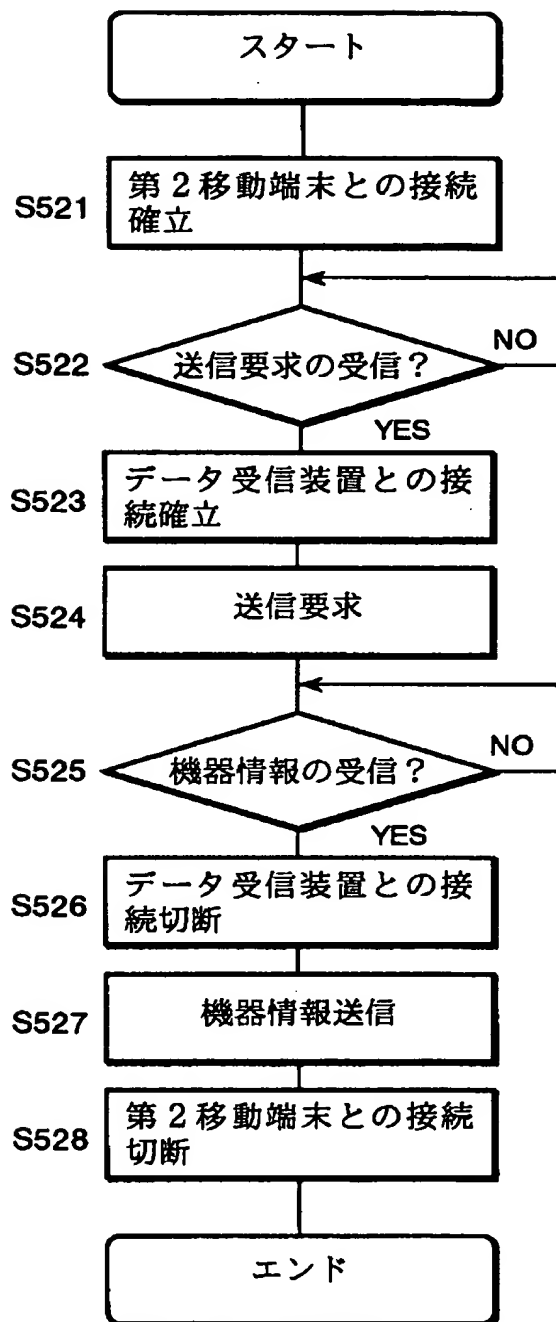 スタート
S521
第2移動端末との接続
確立
S522
送信要求の受信?
NO
YES
S523
データ受信装置との接
続確立
S524
送信要求
S525
機器情報の受信?
NO
YES
S526
データ受信装置との接
続切断
S527
機器情報送信
S528
第2移動端末との接続
切断
エンド